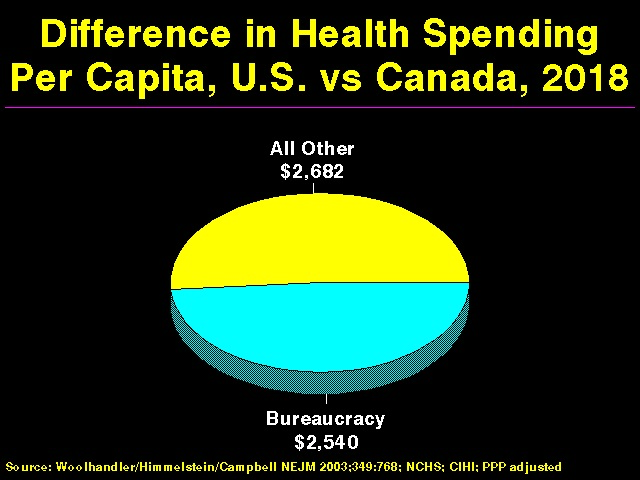 Difference in Health Spending
Per Capita, U.S. vs Canada, 2018
All Other
$2,682
Bureaucracy
$2,540
Source: Woolhandler/Himmelstein/Campbell NEJM 2003;349:768; NCHS; CIHI; PPP adjusted